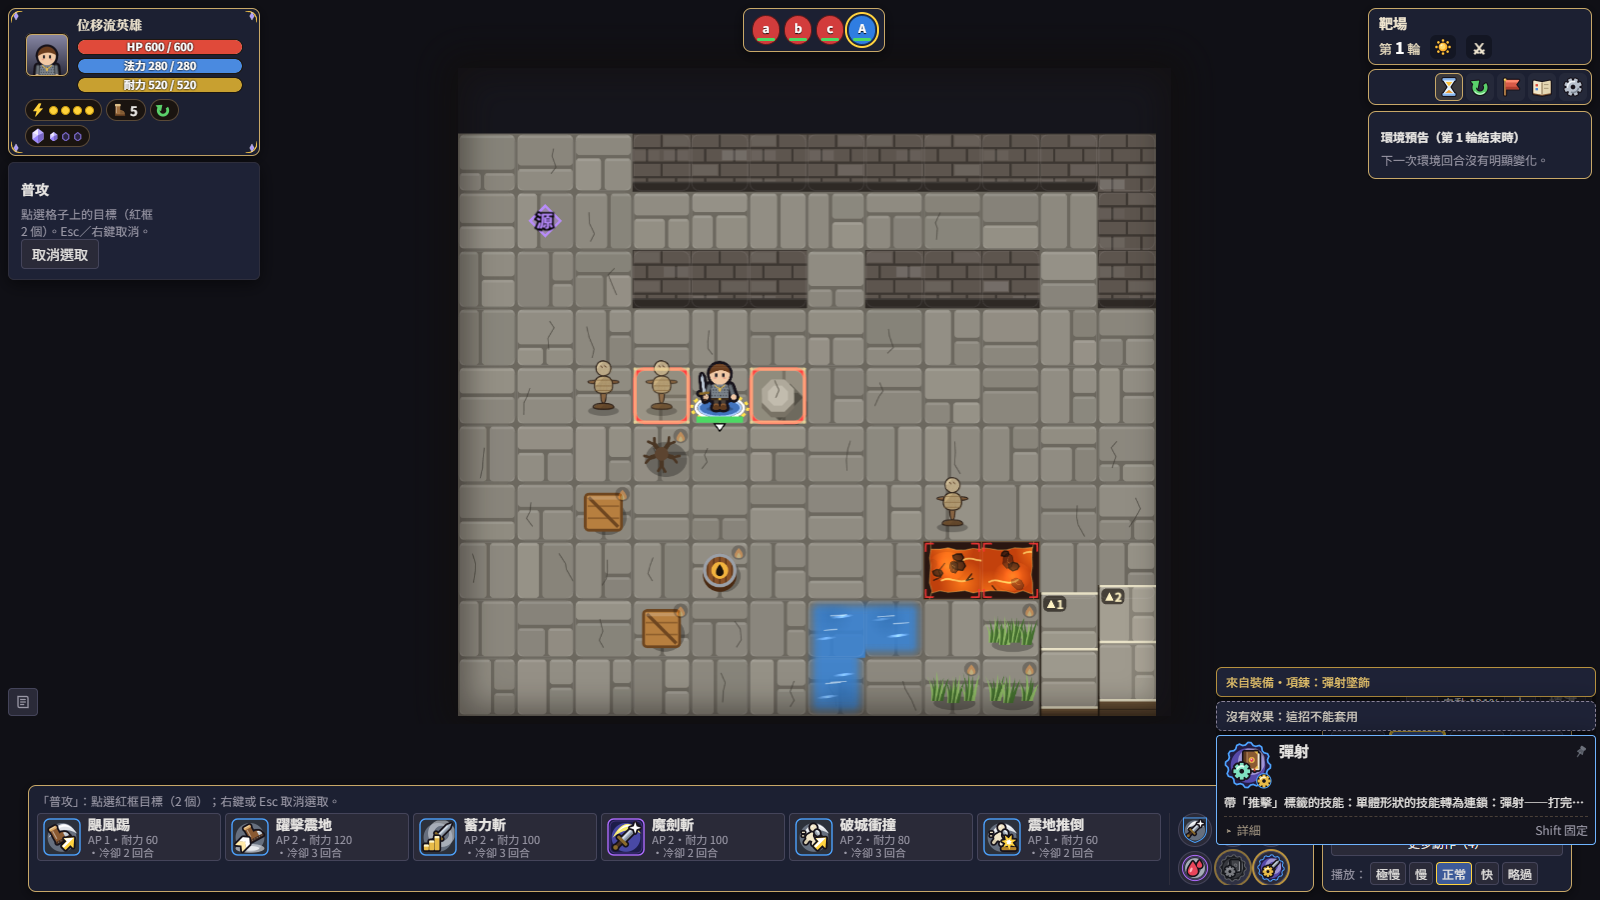 位移流英雄
HP 600 / 600
法力 280 / 280
耐力 520 / 520
5
普攻
點選格子上的目標（紅框
2 個）。Esc／右鍵取消。
取消選取
a b c A
靶場
第 1 輪
環境預告（第 1 輪結束時）
下一次環境回合沒有明顯變化。
源
▲1
▲2
來自裝備・項鍊：彈射墜飾
沒有效果：這招不能套用
彈射
帶「推擊」標籤的技能：單體形狀的技能轉為連鎖：彈射——打完…
▸ 詳細
Shift 固定
「普攻」：點選紅框目標（2 個）；右鍵或 Esc 取消選取。
颶風踢
AP 1・耐力 60
・冷卻 2 回合
躍擊震地
AP 2・耐力 120
・冷卻 3 回合
蓄力斬
AP 2・耐力 100
・冷卻 3 回合
魔劍斬
AP 2・耐力 100
・冷卻 2 回合
破城衝撞
AP 2・耐力 80
・冷卻 3 回合
震地推倒
AP 1・耐力 60
・冷卻 2 回合
播放：
極慢
慢
正常
快
略過